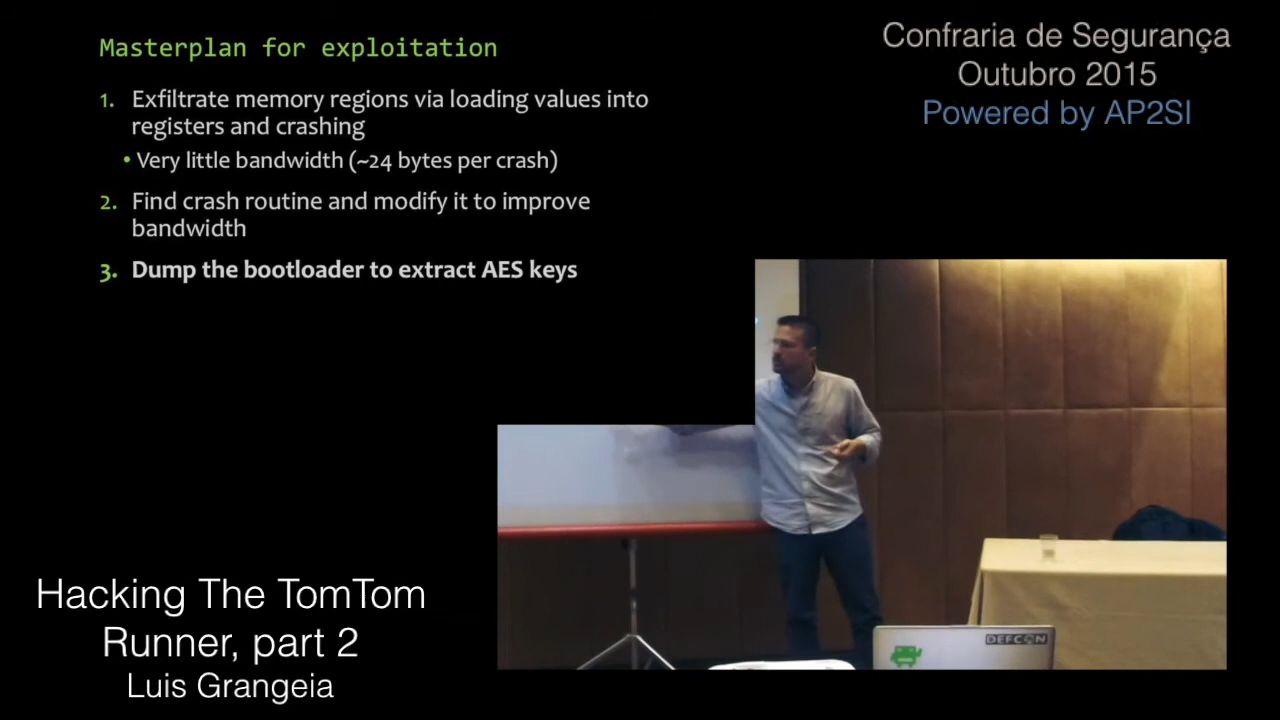 Masterplan for exploitation
1. Exfiltrate memory regions via loading values into
registers and crashing
• Very little bandwidth (~24 bytes per crash)
2. Find crash routine and modify it to improve
bandwidth
3. Dump the bootloader to extract AES keys
Confraria de Segurança
Outubro 2015
Powered by AP2SI
Hacking The TomTom
Runner, part 2
Luis Grangeia
DEFCON